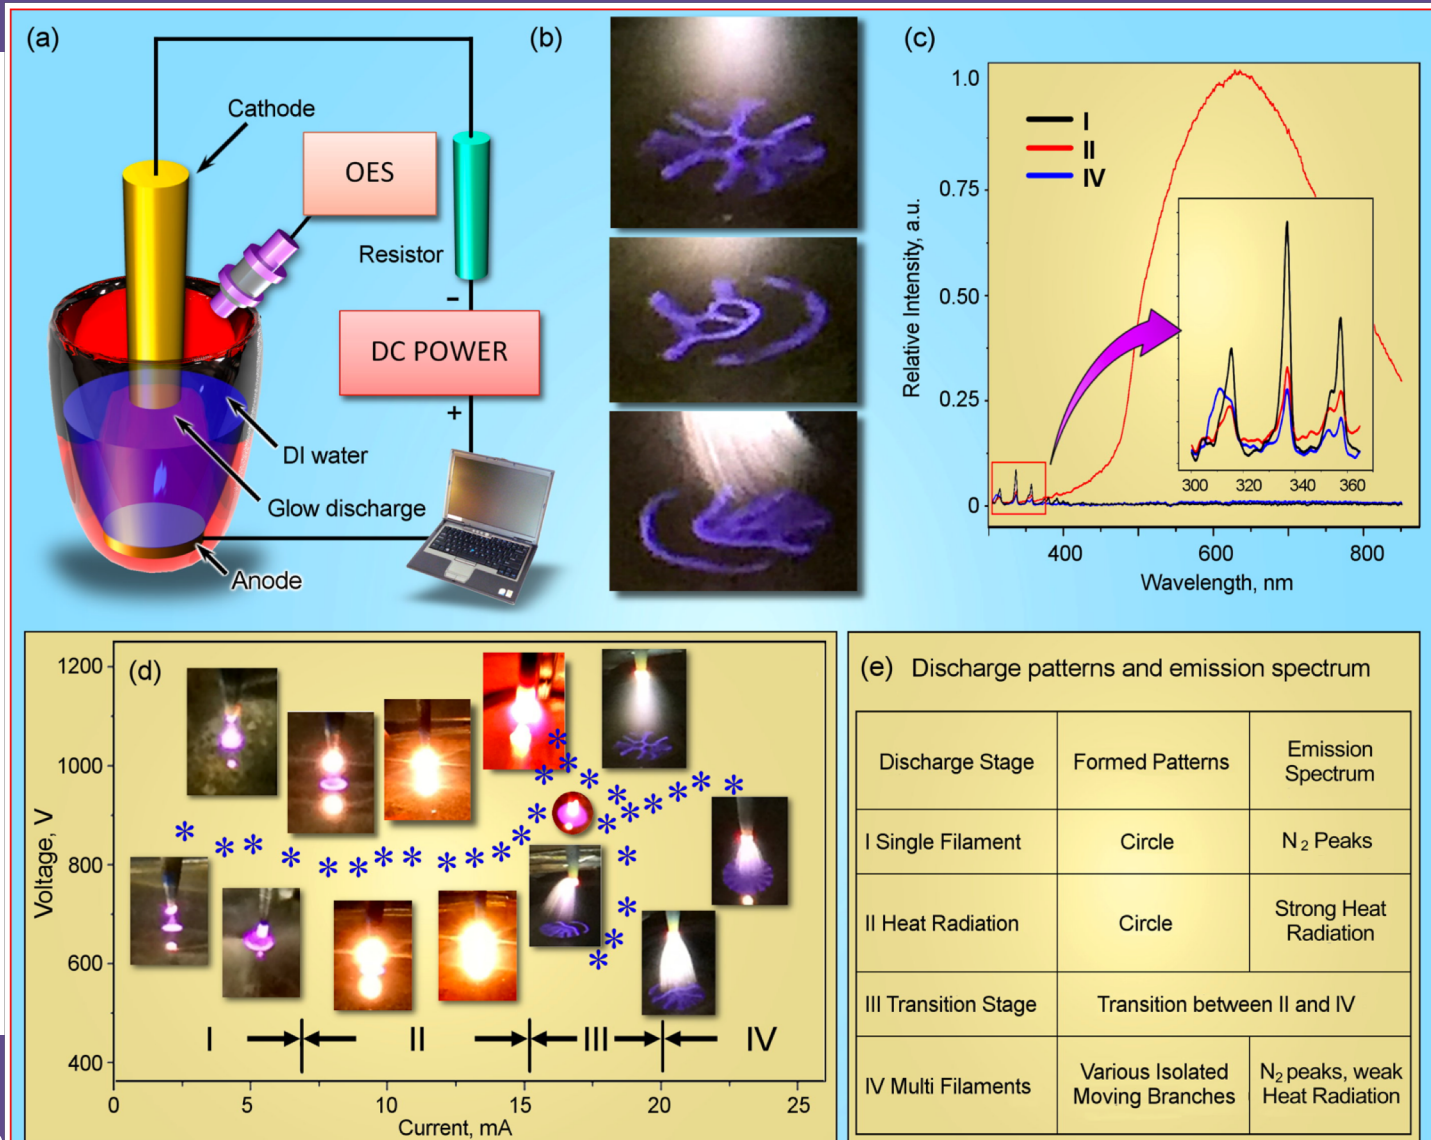 (a)
Cathode
OES
Resistor
−
DC POWER
+
DI water
Glow discharge
Anode
(b)
(c)
1.0
0.75
0.50
0.25
0
Relative Intensity, a.u.
I
II
IV
300 320 340 360
400 600 800
Wavelength, nm
(d)
1200
1000
800
600
400
Voltage, V
I II III IV
0 5 10 15 20 25
Current, mA
(e) Discharge patterns and emission spectrum
Discharge Stage Formed Patterns Emission
Spectrum
I Single Filament Circle N₂ Peaks
II Heat Radiation Circle Strong Heat
Radiation
III Transition Stage Transition between II and IV
IV Multi Filaments Various Isolated
Moving Branches N₂ peaks, weak
Heat Radiation